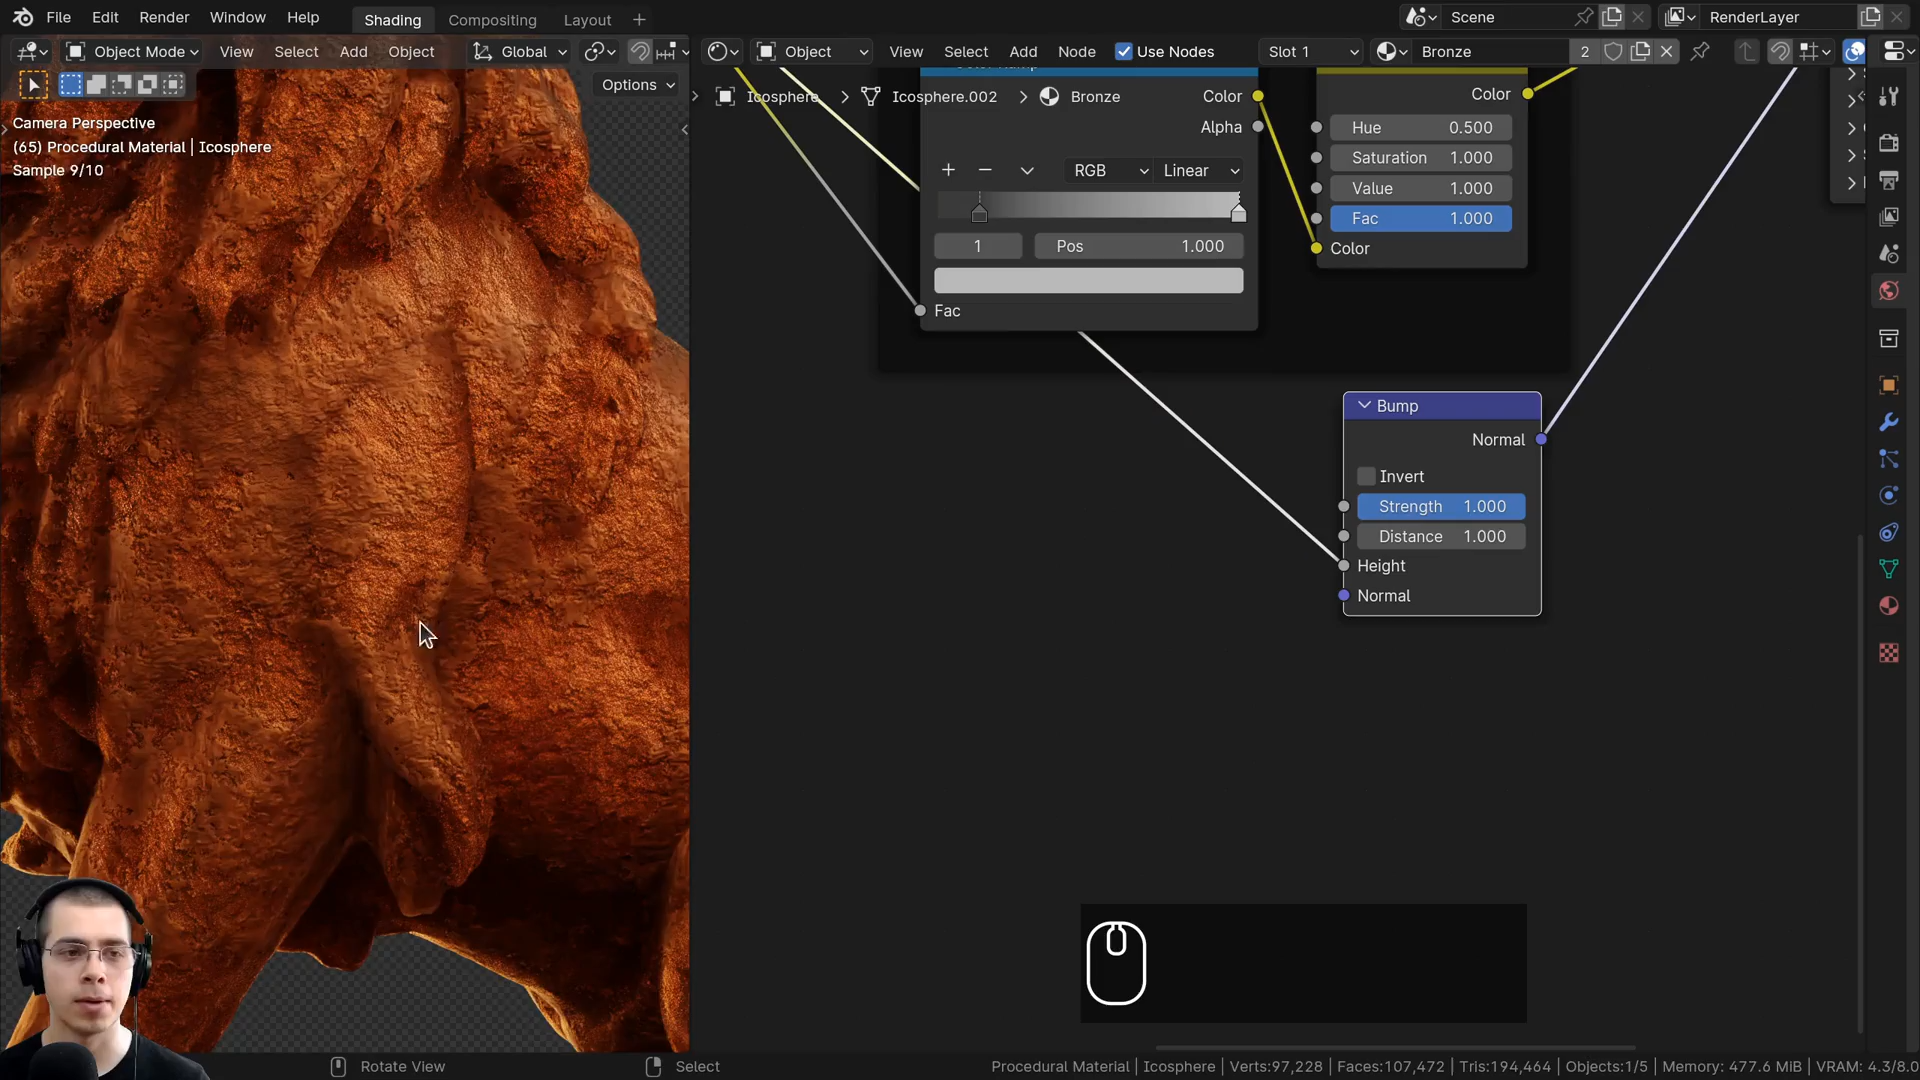 File Edit Render Window Help Shading Compositing Layout + Scene RenderLayer
Object Mode View Select Add Object Global Object View Select Add Node Use Nodes Slot 1 Bronze 2
Options
Icosphere > Icosphere.002 > Bronze
Camera Perspective
(65) Procedural Material | Icosphere
Sample 9/10
Color
Alpha
RGB Linear
1 Pos 1.000
Fac
Color
Hue 0.500
Saturation 1.000
Value 1.000
Fac 1.000
Color
Bump
Normal
Invert
Strength 1.000
Distance 1.000
Height
Normal
Rotate View Select Procedural Material | Icosphere | Verts:97,228 | Faces:107,472 | Tris:194,464 | Objects:1/5 | Memory: 477.6 MiB | VRAM: 4.3/8.0